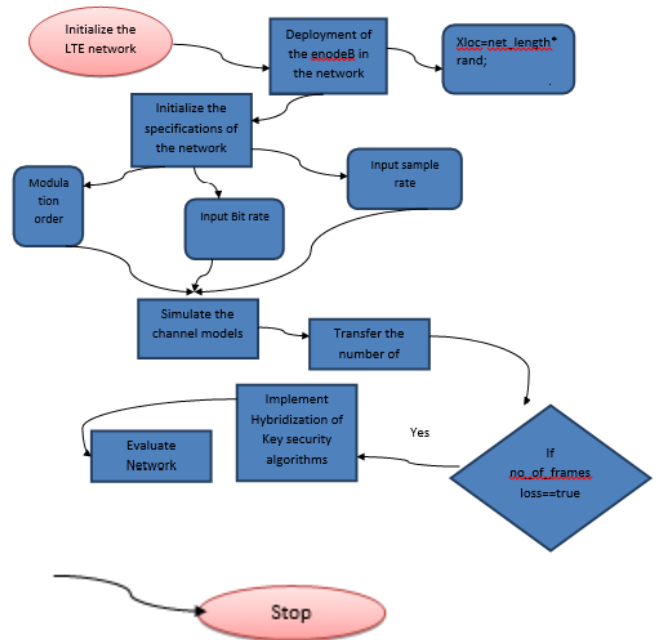 Initialize the
LTE network
Deployment of
the enodeB in
the network
Xloc=net_length*
rand;
.
Initialize the
specifications of
the network
Modula
tion
order
Input Bit rate
Input sample
rate
Simulate the
channel models
Transfer the
number of
Implement
Hybridization of
Key security
algorithms
Yes
If
no_of_frames
loss==true
Evaluate
Network
Stop